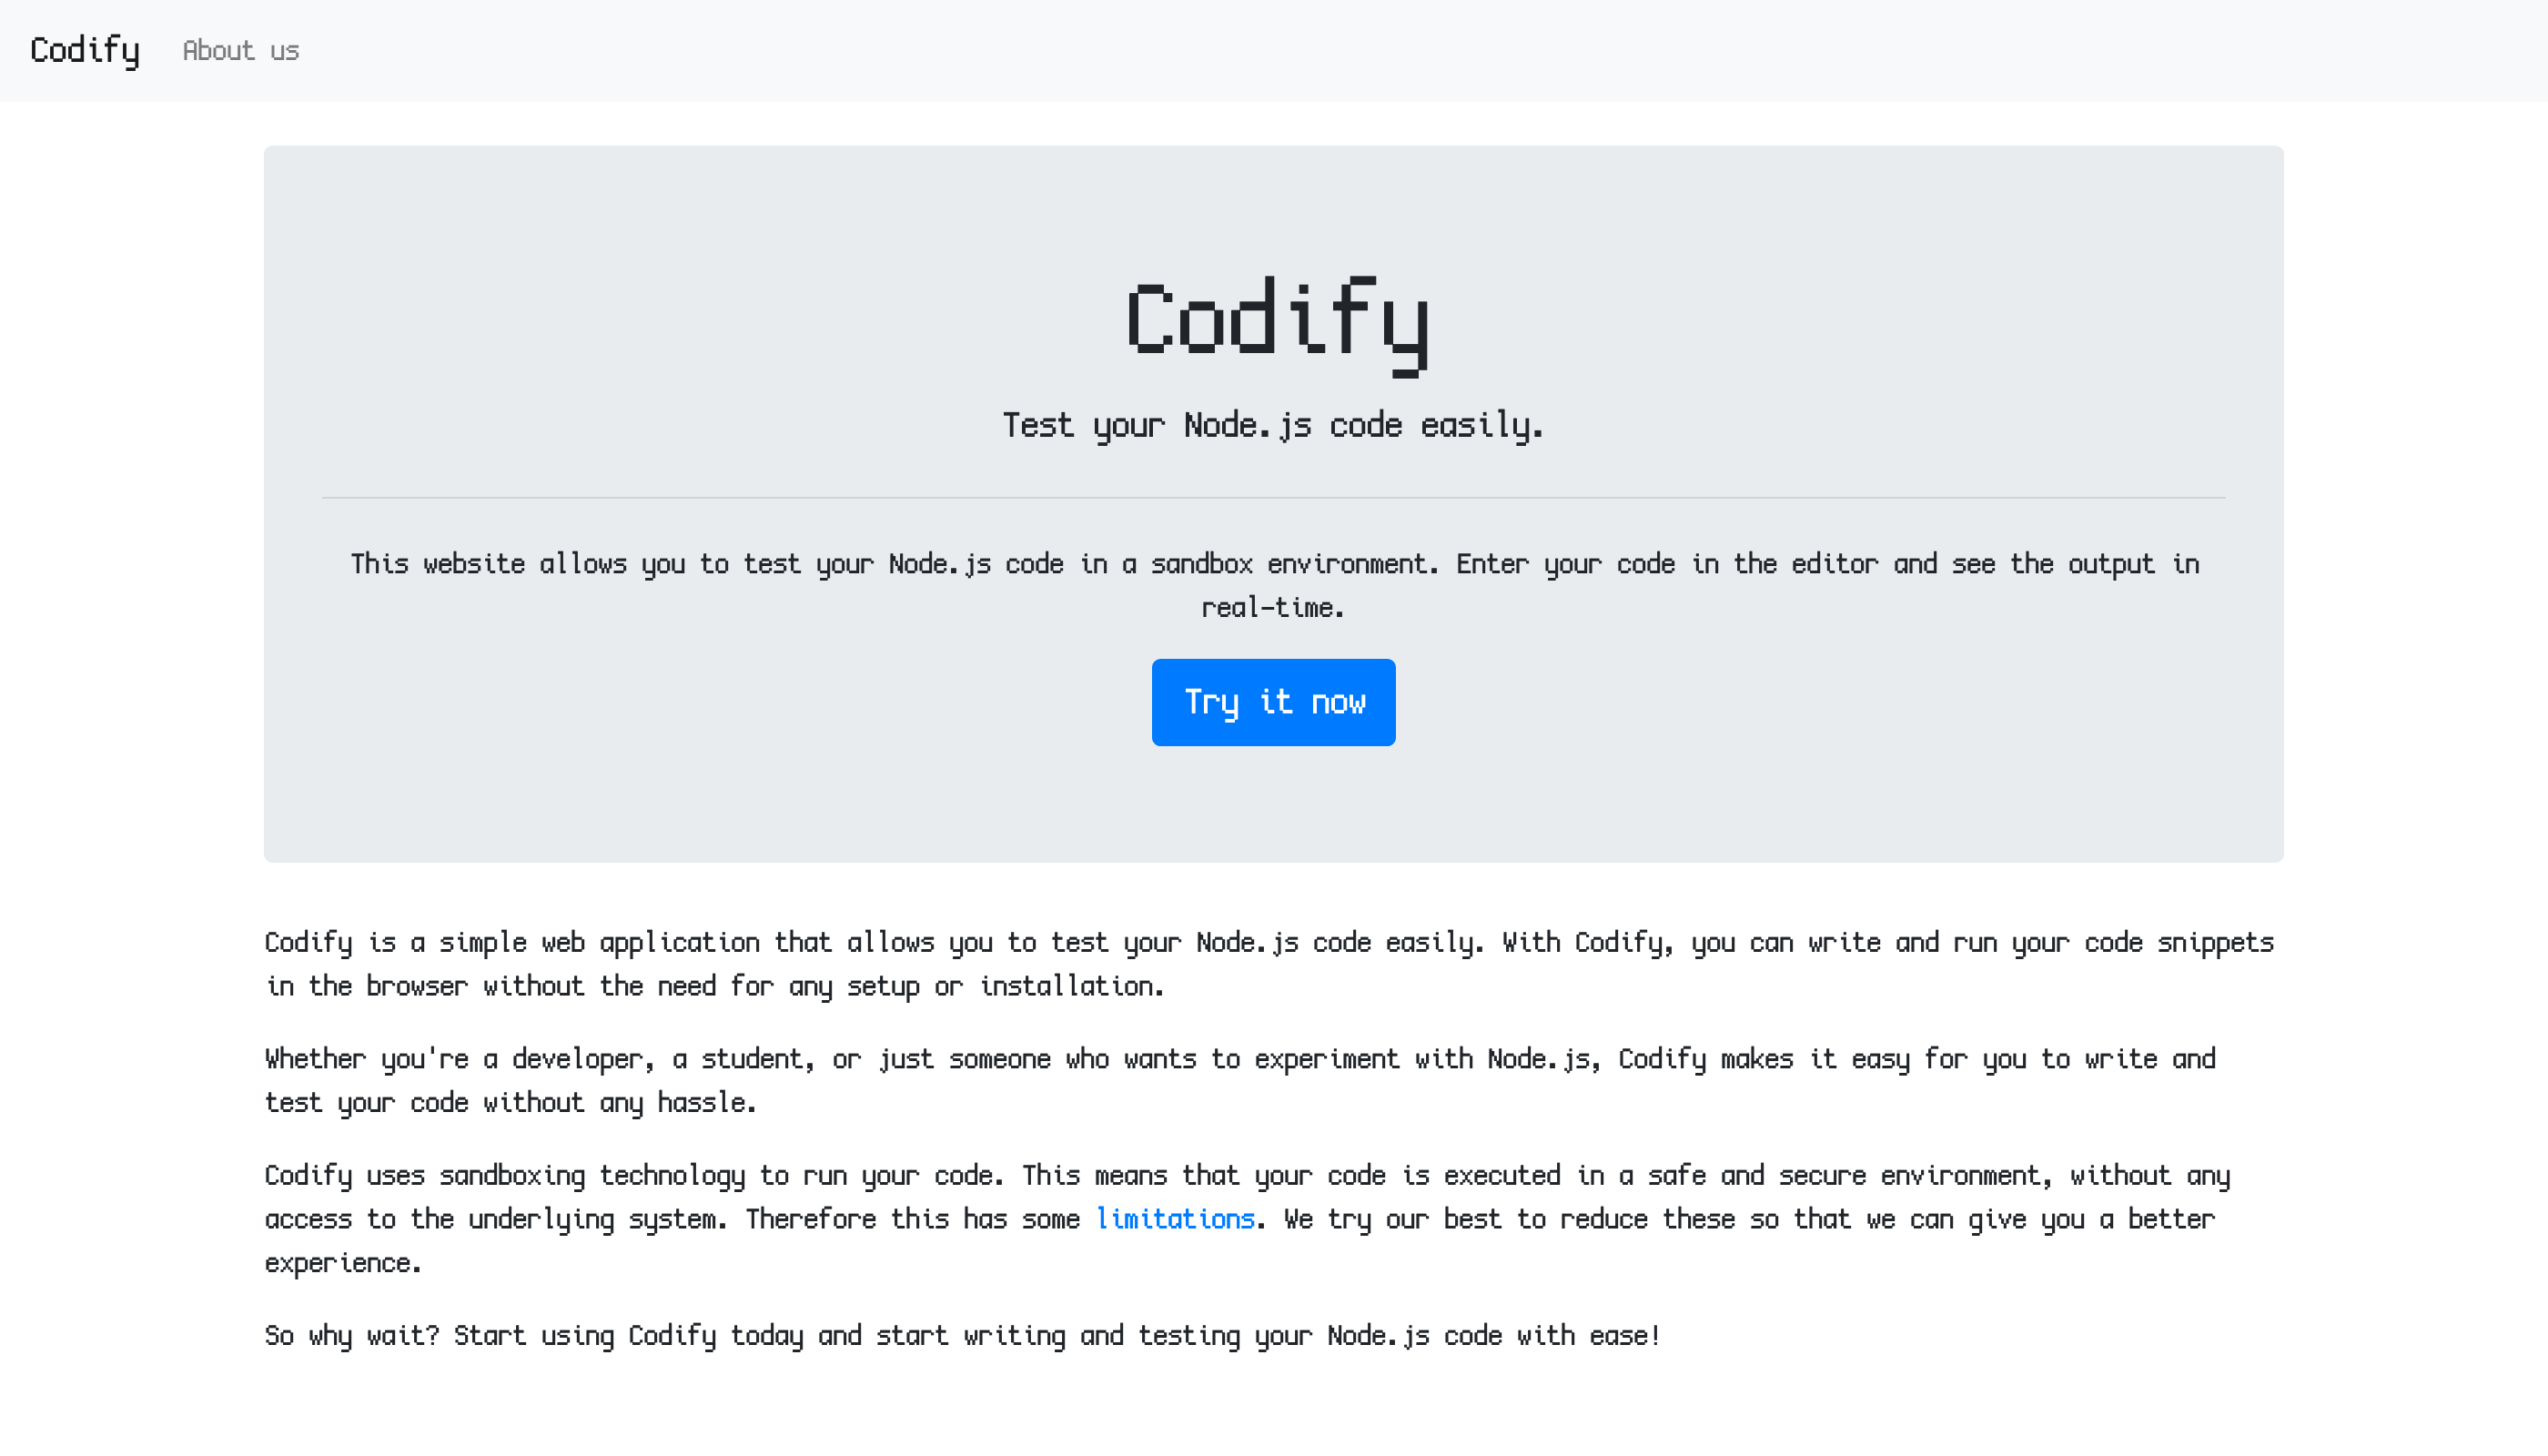 Codify About us
Codify
Test your Node.js code easily.
This website allows you to test your Node.js code in a sandbox environment. Enter your code in the editor and see the output in
real-time.
Try it now
Codify is a simple web application that allows you to test your Node.js code easily. With Codify, you can write and run your code snippets
in the browser without the need for any setup or installation.
Whether you're a developer, a student, or just someone who wants to experiment with Node.js, Codify makes it easy for you to write and
test your code without any hassle.
Codify uses sandboxing technology to run your code. This means that your code is executed in a safe and secure environment, without any
access to the underlying system. Therefore this has some limitations. We try our best to reduce these so that we can give you a better
experience.
So why wait? Start using Codify today and start writing and testing your Node.js code with ease!